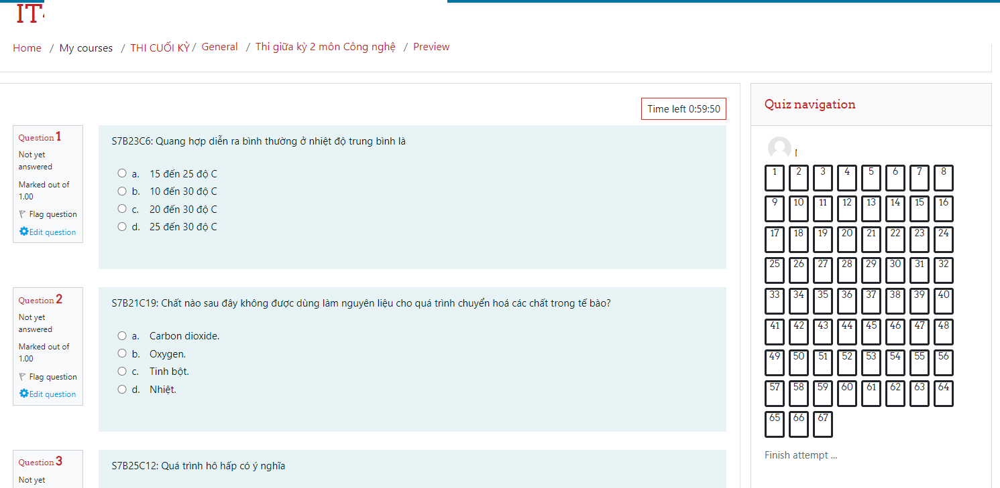 IT
Home / My courses / THI CUỐI KỲ / General / Thi giữa kỳ 2 môn Công nghệ / Preview
Time left 0:59:50
Question 1
Not yet
answered
Marked out of
1.00
Flag question
Edit question
S7B23C6: Quang hợp diễn ra bình thường ở nhiệt độ trung bình là
a. 15 đến 25 độ C
b. 10 đến 30 độ C
c. 20 đến 30 độ C
d. 25 đến 30 độ C
Question 2
Not yet
answered
Marked out of
1.00
Flag question
Edit question
S7B21C19: Chất nào sau đây không được dùng làm nguyên liệu cho quá trình chuyển hoá các chất trong tế bào?
a. Carbon dioxide.
b. Oxygen.
c. Tinh bột.
d. Nhiệt.
Question 3
Not yet
S7B25C12: Quá trình hô hấp có ý nghĩa
Quiz navigation
1 2 3 4 5 6 7 8
9 10 11 12 13 14 15 16
17 18 19 20 21 22 23 24
25 26 27 28 29 30 31 32
33 34 35 36 37 38 39 40
41 42 43 44 45 46 47 48
49 50 51 52 53 54 55 56
57 58 59 60 61 62 63 64
65 66 67
Finish attempt ...